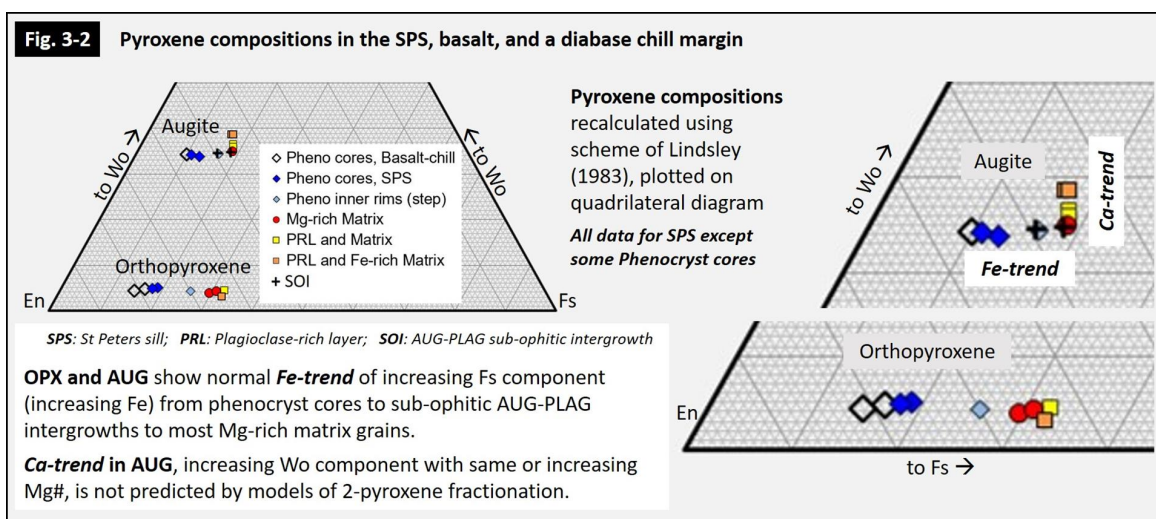 Fig. 3-2 Pyroxene compositions in the SPS, basalt, and a diabase chill margin
to Wo →
Augite
← to Wo
Pheno cores, Basalt-chill
Pheno cores, SPS
Pheno inner rims (step)
Mg-rich Matrix
PRL and Matrix
PRL and Fe-rich Matrix
SOI
Orthopyroxene
En
Fs
Pyroxene compositions
recalculated using
scheme of Lindsley
(1983), plotted on
quadrilateral diagram
All data for SPS except
some Phenocryst cores
to Wo →
Augite
Ca-trend
Fe-trend
SPS: St Peters sill; PRL: Plagioclase-rich layer; SOI: AUG-PLAG sub-ophitic intergrowth
OPX and AUG show normal Fe-trend of increasing Fs component
(increasing Fe) from phenocryst cores to sub-ophitic AUG-PLAG
intergrowths to most Mg-rich matrix grains.
Ca-trend in AUG, increasing Wo component with same or increasing
Mg#, is not predicted by models of 2-pyroxene fractionation.
Orthopyroxene
En
to Fs →